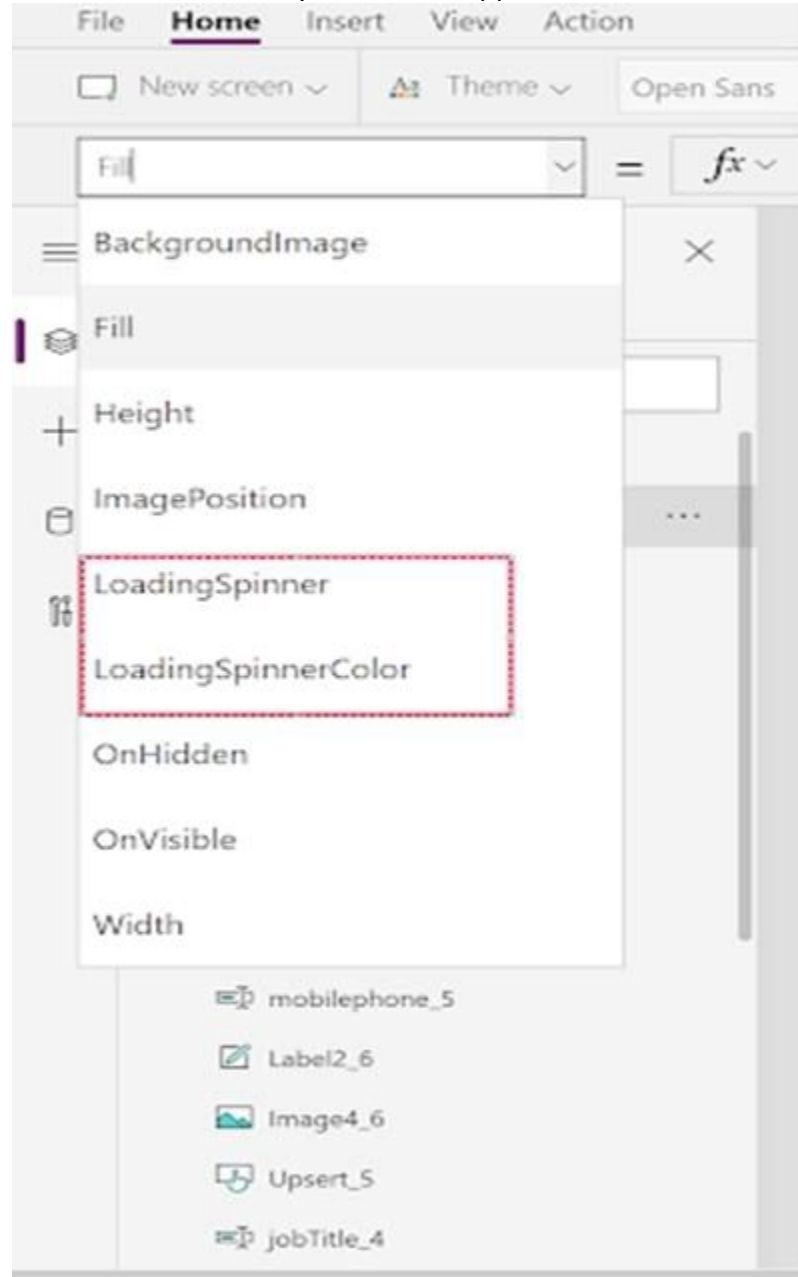 File Home Insert View Action
New screen Theme Open Sans
Fill = fx
BackgroundImage
Fill
Height
ImagePosition
...
LoadingSpinner
LoadingSpinnerColor
OnHidden
OnVisible
Width
mobilephone_5
Label2_6
Image4_6
Upsert_5
jobTitle_4